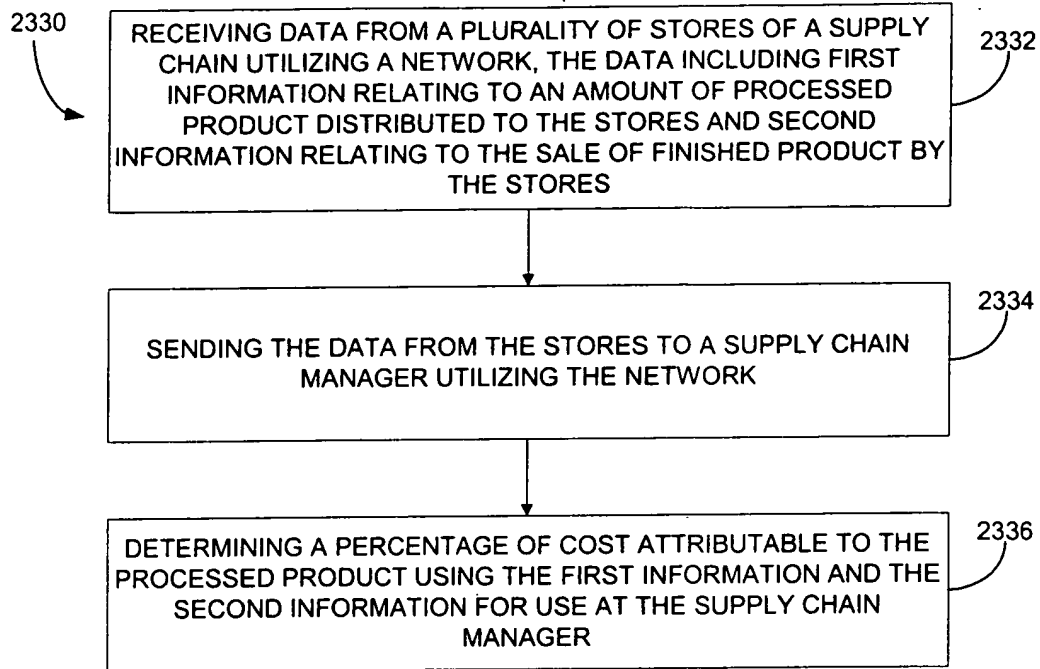 2330
RECEIVING DATA FROM A PLURALITY OF STORES OF A SUPPLY
CHAIN UTILIZING A NETWORK, THE DATA INCLUDING FIRST
INFORMATION RELATING TO AN AMOUNT OF PROCESSED
PRODUCT DISTRIBUTED TO THE STORES AND SECOND
INFORMATION RELATING TO THE SALE OF FINISHED PRODUCT BY
THE STORES
2332
SENDING THE DATA FROM THE STORES TO A SUPPLY CHAIN
MANAGER UTILIZING THE NETWORK
2334
DETERMINING A PERCENTAGE OF COST ATTRIBUTABLE TO THE
PROCESSED PRODUCT USING THE FIRST INFORMATION AND THE
SECOND INFORMATION FOR USE AT THE SUPPLY CHAIN
MANAGER
2336